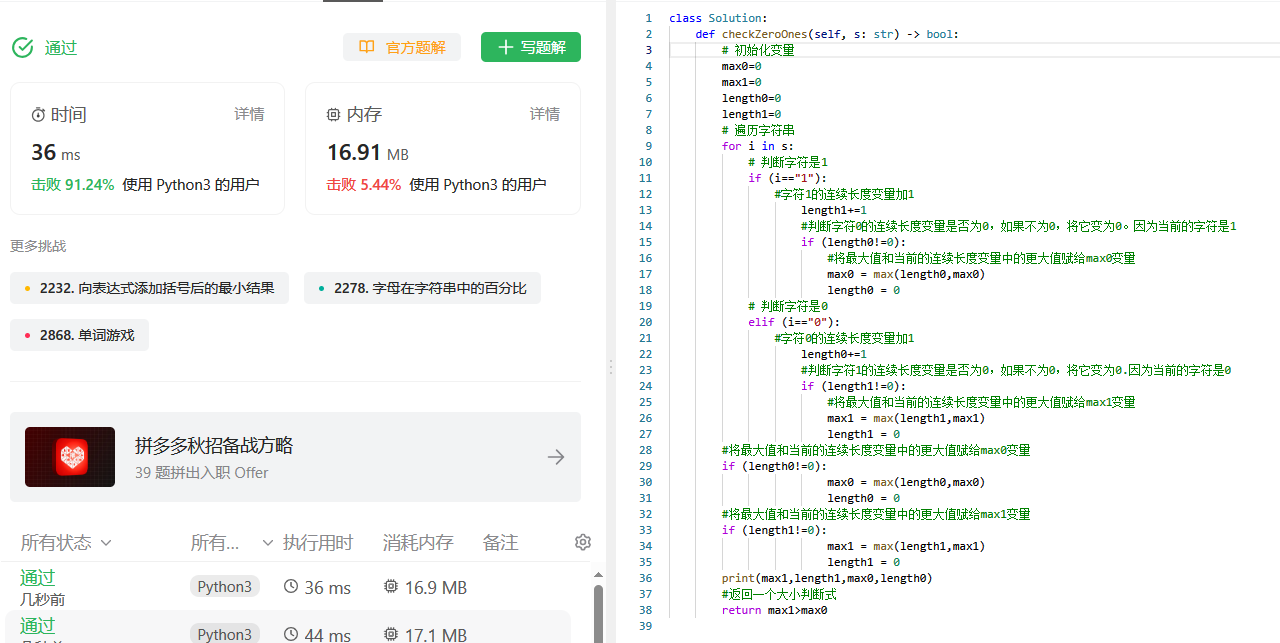 通过
官方题解
写题解
时间
详情
36 ms
击败 91.24% 使用 Python3 的用户
内存
详情
16.91 MB
击败 5.44% 使用 Python3 的用户
更多挑战
2232. 向表达式添加括号后的最小结果
2278. 字母在字符串中的百分比
2868. 单词游戏
拼多多秋招备战方略
39 题拼出入职 Offer
所有状态 所有... 执行用时 消耗内存 备注
通过 Python3 36 ms 16.9 MB
几秒前
通过 Python3 44 ms 17.1 MB
1 class Solution:
2 def checkZeroOnes(self, s: str) -> bool:
3 # 初始化变量
4 max0=0
5 max1=0
6 length0=0
7 length1=0
8 # 遍历字符串
9 for i in s:
10 # 判断字符是1
11 if (i=="1"):
12 #字符1的连续长度变量加1
13 length1+=1
14 #判断字符0的连续长度变量是否为0，如果不为0，将它变为0。因为当前的字符是1
15 if (length0!=0):
16 #将最大值和当前的连续长度变量中的更大值赋给max0变量
17 max0 = max(length0,max0)
18 length0 = 0
19 # 判断字符是0
20 elif (i=="0"):
21 #字符0的连续长度变量加1
22 length0+=1
23 #判断字符1的连续长度变量是否为0，如果不为0，将它变为0.因为当前的字符是0
24 if (length1!=0):
25 #将最大值和当前的连续长度变量中的更大值赋给max1变量
26 max1 = max(length1,max1)
27 length1 = 0
28 #将最大值和当前的连续长度变量中的更大值赋给max0变量
29 if (length0!=0):
30 max0 = max(length0,max0)
31 length0 = 0
32 #将最大值和当前的连续长度变量中的更大值赋给max1变量
33 if (length1!=0):
34 max1 = max(length1,max1)
35 length1 = 0
36 print(max1,length1,max0,length0)
37 #返回一个大小判断式
38 return max1>max0
39